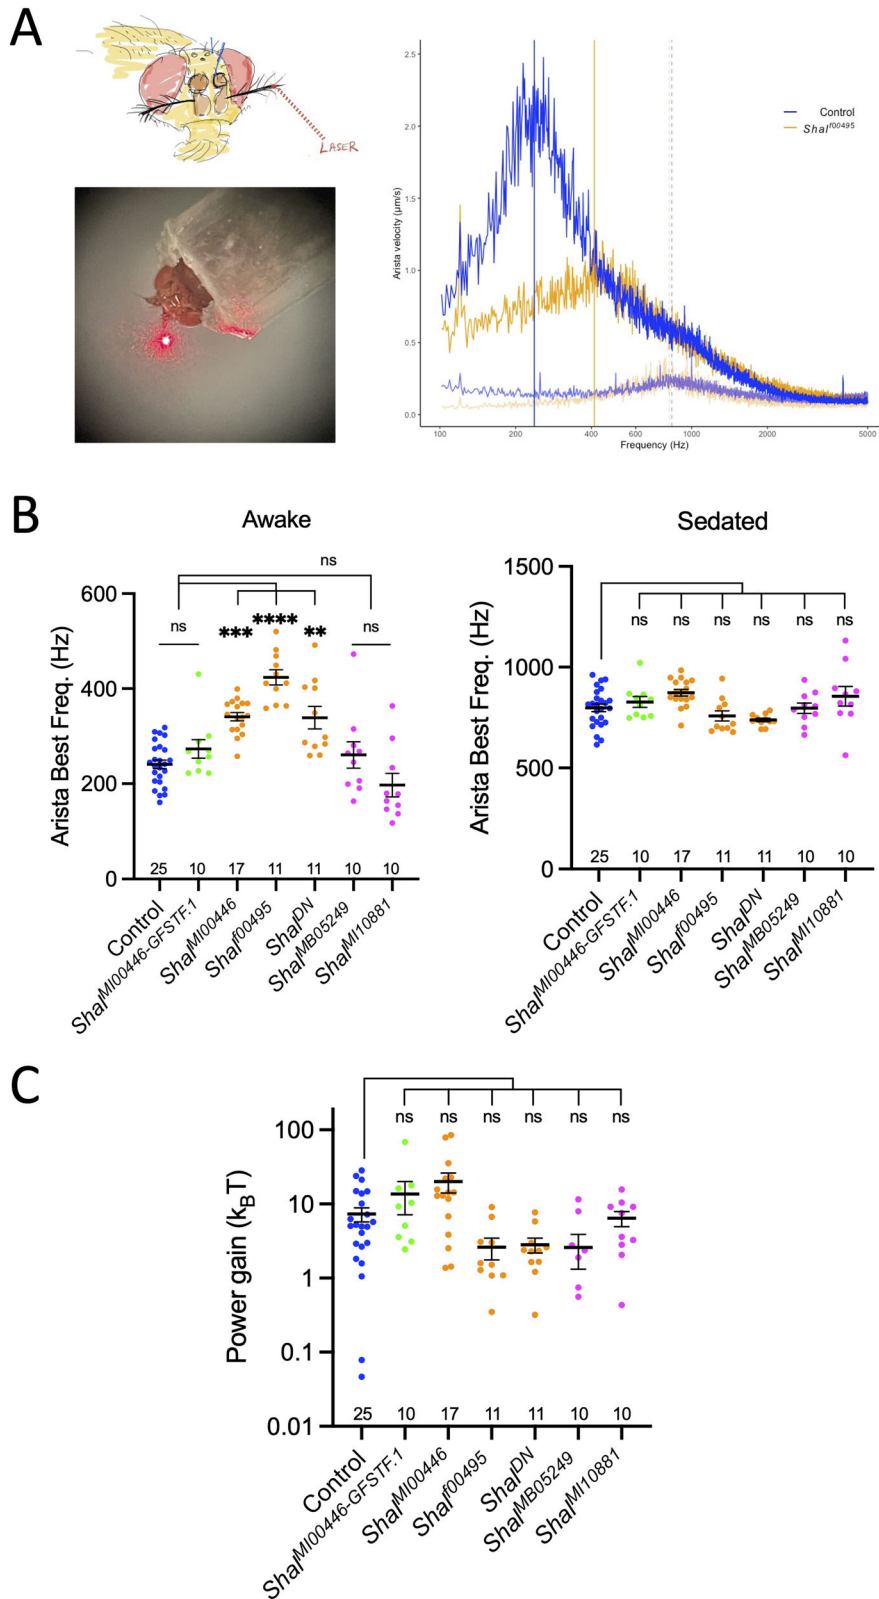 A
LASER
2.5
2.0
1.5
1.0
0.5
0.0
Arista velocity (μm/s)
100 200 400 600 1000 2000 5000
Frequency (Hz)
Control
Shal f00495
B
Awake
ns
ns *** **** ** ns
600
400
200
0
Arista Best Freq. (Hz)
25 10 17 11 11 10 10
Control
Shal MI00446-GFSTF.1
Shal MI00446
Shal f00495
Shal DN
Shal MB05249
Shal MI10881
Sedated
1500
1000
500
0
Arista Best Freq. (Hz)
ns ns ns ns ns ns
25 10 17 11 11 10 10
Control
Shal MI00446-GFSTF.1
Shal MI00446
Shal f00495
Shal DN
Shal MB05249
Shal MI10881
C
ns ns ns ns ns ns
100
10
1
0.1
0.01
Power gain (kBT)
25 10 17 11 11 10 10
Control
Shal MI00446-GFSTF.1
Shal MI00446
Shal f00495
Shal DN
Shal MB05249
Shal MI10881